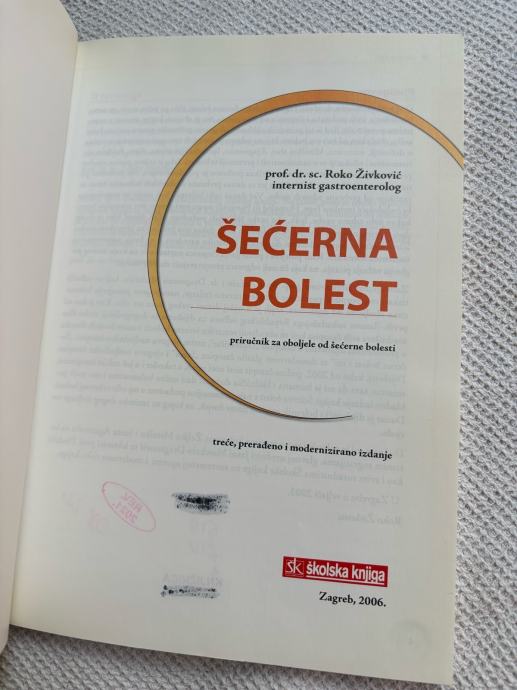 prof. dr. sc. Roko Živković
internist gastroenterolog
ŠEĆERNA
BOLEST
priručnik za oboljele od šećerne bolesti
treće, prerađeno i modernizirano izdanje
šk školska knjiga
Zagreb, 2006.